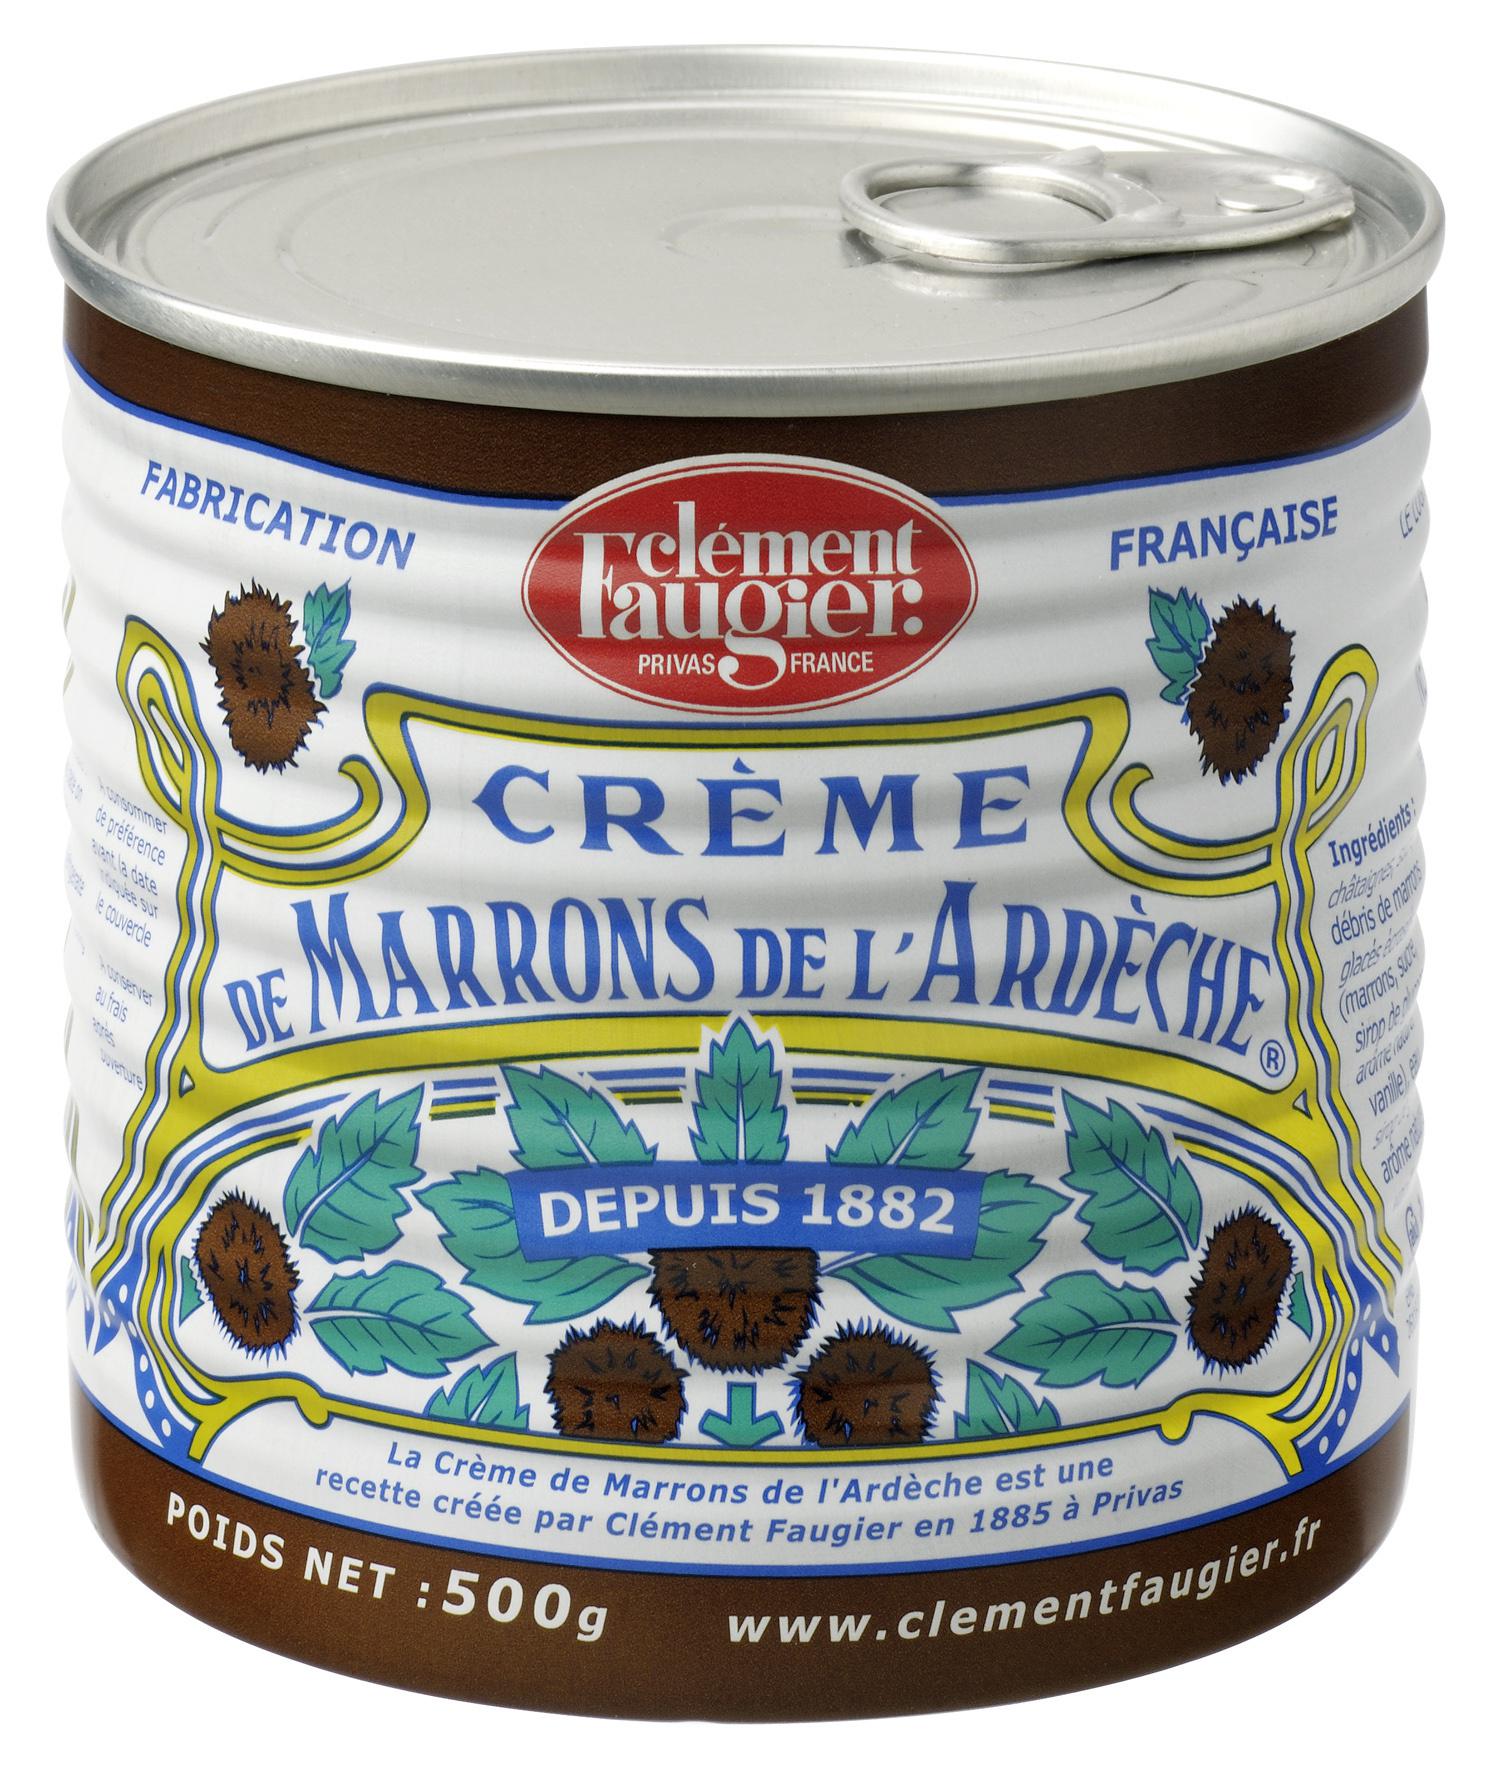 FABRICATION
FRANÇAISE
clément
Faugier
PRIVAS FRANCE
CRÈME
DE MARRONS DE L'ARDÈCHE®
DEPUIS 1882
La Crème de Marrons de l'Ardèche est une
recette créée par Clément Faugier en 1885 à Privas
POIDS NET : 500g
www.clementfaugier.fr
A consommer
de préférence
avant la date
indiquée sur
le couvercle
A conserver
au frais
après
ouverture
Ingrédients :
châtaignes,
débris de marrons
glacés
(marrons, sucre,
sirop de
arôme
vanille),
arôme